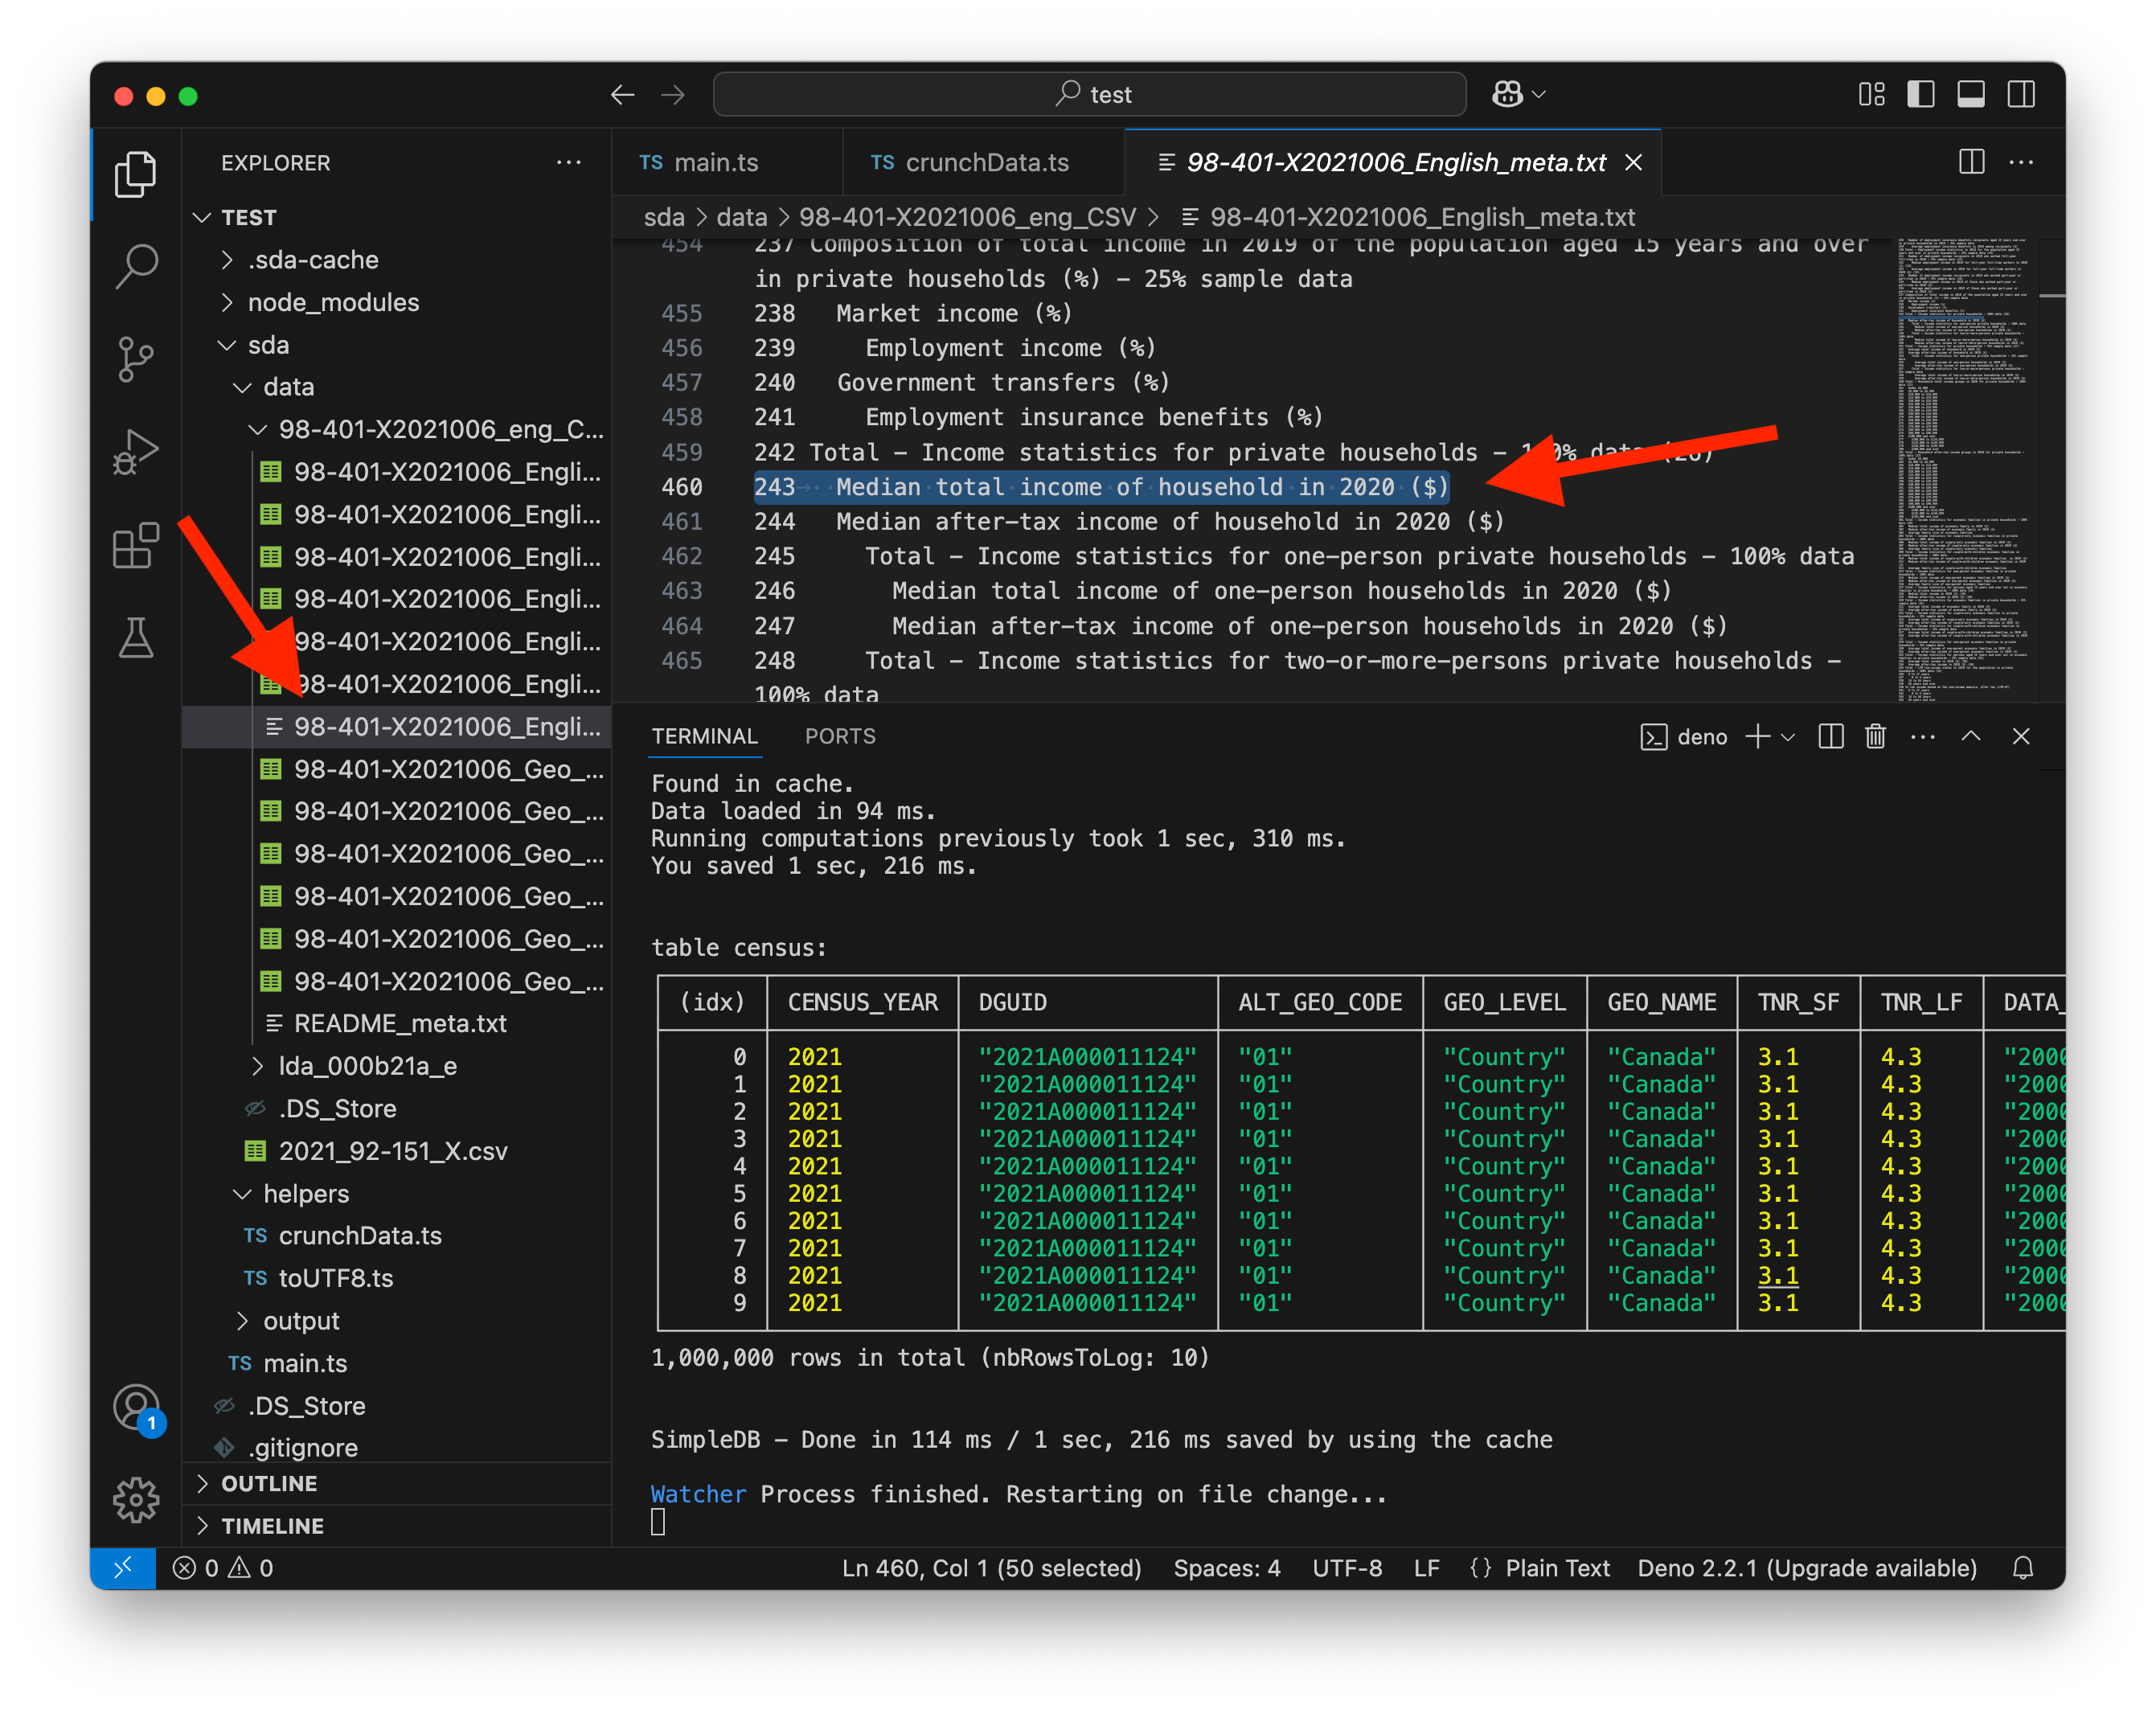 test
EXPLORER
TEST
.sda-cache
node_modules
sda
data
98-401-X2021006_eng_C...
98-401-X2021006_Engli...
98-401-X2021006_Engli...
98-401-X2021006_Engli...
98-401-X2021006_Engli...
98-401-X2021006_Engli...
98-401-X2021006_Engli...
98-401-X2021006_Engli...
98-401-X2021006_Geo_...
98-401-X2021006_Geo_...
98-401-X2021006_Geo_...
98-401-X2021006_Geo_...
98-401-X2021006_Geo_...
98-401-X2021006_Geo_...
README_meta.txt
lda_000b21a_e
.DS_Store
2021_92-151_X.csv
helpers
TS crunchData.ts
TS toUTF8.ts
output
TS main.ts
.DS_Store
.gitignore
OUTLINE
TIMELINE
1
TS main.ts
TS crunchData.ts
98-401-X2021006_English_meta.txt
sda > data > 98-401-X2021006_eng_CSV > 98-401-X2021006_English_meta.txt
454 237 Composition of total income in 2019 of the population aged 15 years and over
in private households (%) - 25% sample data
455 238 Market income (%)
456 239 Employment income (%)
457 240 Government transfers (%)
458 241 Employment insurance benefits (%)
459 242 Total - Income statistics for private households -
460 243 Median total income of household in 2020 ($)
461 244 Median after-tax income of household in 2020 ($)
462 245 Total - Income statistics for one-person private households - 100% data
463 246 Median total income of one-person households in 2020 ($)
464 247 Median after-tax income of one-person households in 2020 ($)
465 248 Total - Income statistics for two-or-more-persons private households -
100% data
TERMINAL PORTS
deno
Found in cache.
Data loaded in 94 ms.
Running computations previously took 1 sec, 310 ms.
You saved 1 sec, 216 ms.
table census:
(idx) CENSUS_YEAR DGUID ALT_GEO_CODE GEO_LEVEL GEO_NAME TNR_SF TNR_LF DATA_
0 2021 "2021A000011124" "01" "Country" "Canada" 3.1 4.3 "2000
1 2021 "2021A000011124" "01" "Country" "Canada" 3.1 4.3 "2000
2 2021 "2021A000011124" "01" "Country" "Canada" 3.1 4.3 "2000
3 2021 "2021A000011124" "01" "Country" "Canada" 3.1 4.3 "2000
4 2021 "2021A000011124" "01" "Country" "Canada" 3.1 4.3 "2000
5 2021 "2021A000011124" "01" "Country" "Canada" 3.1 4.3 "2000
6 2021 "2021A000011124" "01" "Country" "Canada" 3.1 4.3 "2000
7 2021 "2021A000011124" "01" "Country" "Canada" 3.1 4.3 "2000
8 2021 "2021A000011124" "01" "Country" "Canada" 3.1 4.3 "2000
9 2021 "2021A000011124" "01" "Country" "Canada" 3.1 4.3 "2000
1,000,000 rows in total (nbRowsToLog: 10)
SimpleDB - Done in 114 ms / 1 sec, 216 ms saved by using the cache
Watcher Process finished. Restarting on file change...
0 0
Ln 460, Col 1 (50 selected) Spaces: 4 UTF-8 LF {} Plain Text Deno 2.2.1 (Upgrade available)